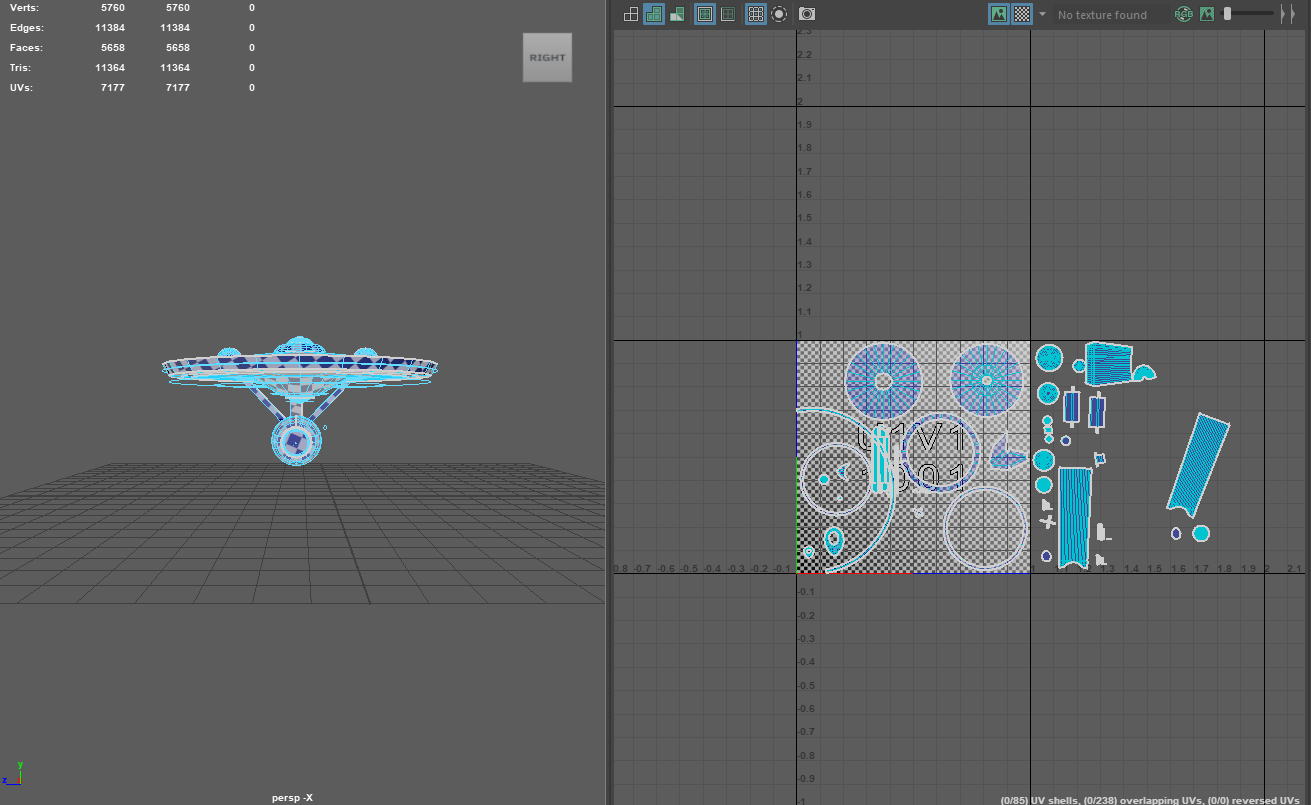 Verts: 5760 5760 0
Edges: 11384 11384 0
Faces: 5658 5658 0
Tris: 11364 11364 0
UVs: 7177 7177 0
RIGHT
y
z
persp -X
No texture found
RGB
2.3
2.2
2.1
2
1.9
1.8
1.7
1.6
1.5
1.4
1.3
1.2
1.1
1
U1V1
1001
0.8 -0.7 -0.6 -0.5 -0.4 -0.3 -0.2 -0.1 1.3 1.4 1.5 1.6 1.7 1.8 1.9 2 2.1
-0.1
-0.2
-0.3
-0.4
-0.5
-0.6
-0.7
-0.8
-0.9
-1
(0/85) UV shells, (0/238) overlapping UVs, (0/0) reversed UVs